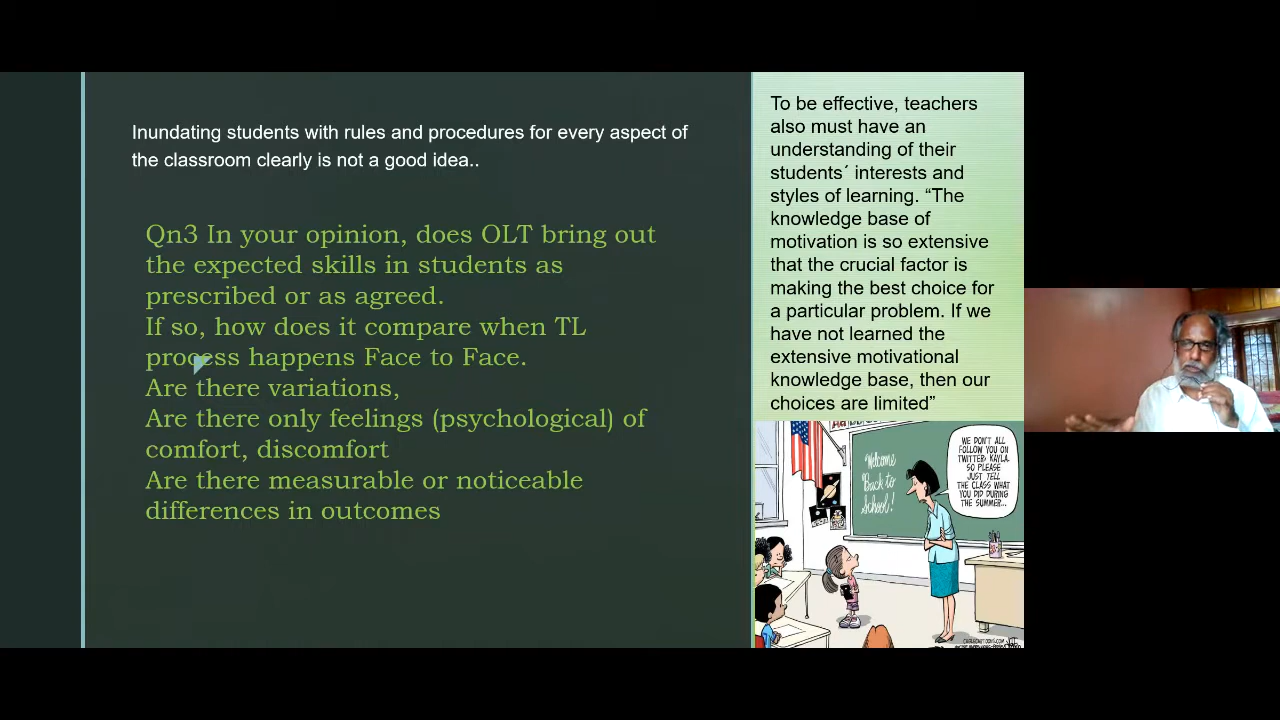 Inundating students with rules and procedures for every aspect of
the classroom clearly is not a good idea..
Qn3 In your opinion, does OLT bring out
the expected skills in students as
prescribed or as agreed.
If so, how does it compare when TL
process happens Face to Face.
Are there variations,
Are there only feelings (psychological) of
comfort, discomfort
Are there measurable or noticeable
differences in outcomes
To be effective, teachers
also must have an
understanding of their
students´ interests and
styles of learning. “The
knowledge base of
motivation is so extensive
that the crucial factor is
making the best choice for
a particular problem. If we
have not learned the
extensive motivational
knowledge base, then our
choices are limited”
"Welcome
Back to
School!
WE DON'T ALL
FOLLOW YOU ON
TWITTER, KAYLA.
SO PLEASE
JUST TELL
THE CLASS WHAT
YOU DID DURING
THE SUMMER...